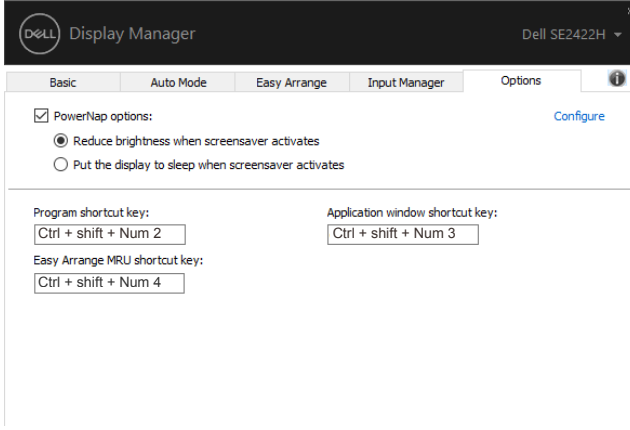 DELL Display Manager
Dell SE2422H
Basic Auto Mode Easy Arrange Input Manager Options
PowerNap options:
Configure
Reduce brightness when screensaver activates
Put the display to sleep when screensaver activates
Program shortcut key:
Application window shortcut key:
Ctrl + shift + Num 2
Ctrl + shift + Num 3
Easy Arrange MRU shortcut key:
Ctrl + shift + Num 4